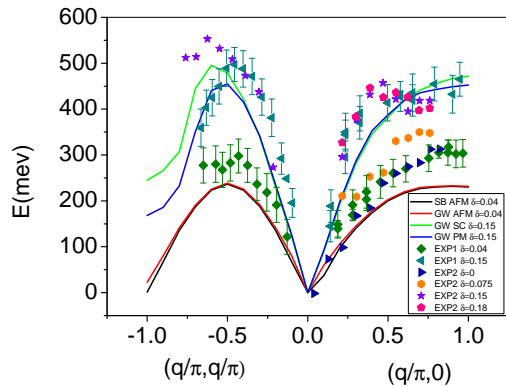 600
500
400
300
200
100
0
E(mev)
-1.0
-0.5
0.0
0.5
1.0
(q/π,q/π)
(q/π,0)
SB AFM δ=0.04
GW AFM δ=0.04
GW SC δ=0.15
GW PM δ=0.15
EXP1 δ=0.04
EXP1 δ=0.15
EXP2 δ=0
EXP2 δ=0.075
EXP2 δ=0.15
EXP2 δ=0.18